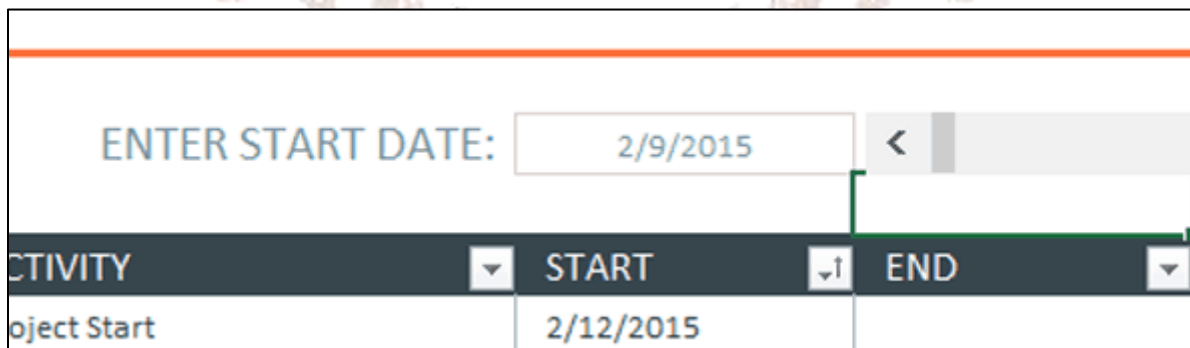 ENTER START DATE: 2/9/2015
CTIVITY START END
oject Start 2/12/2015